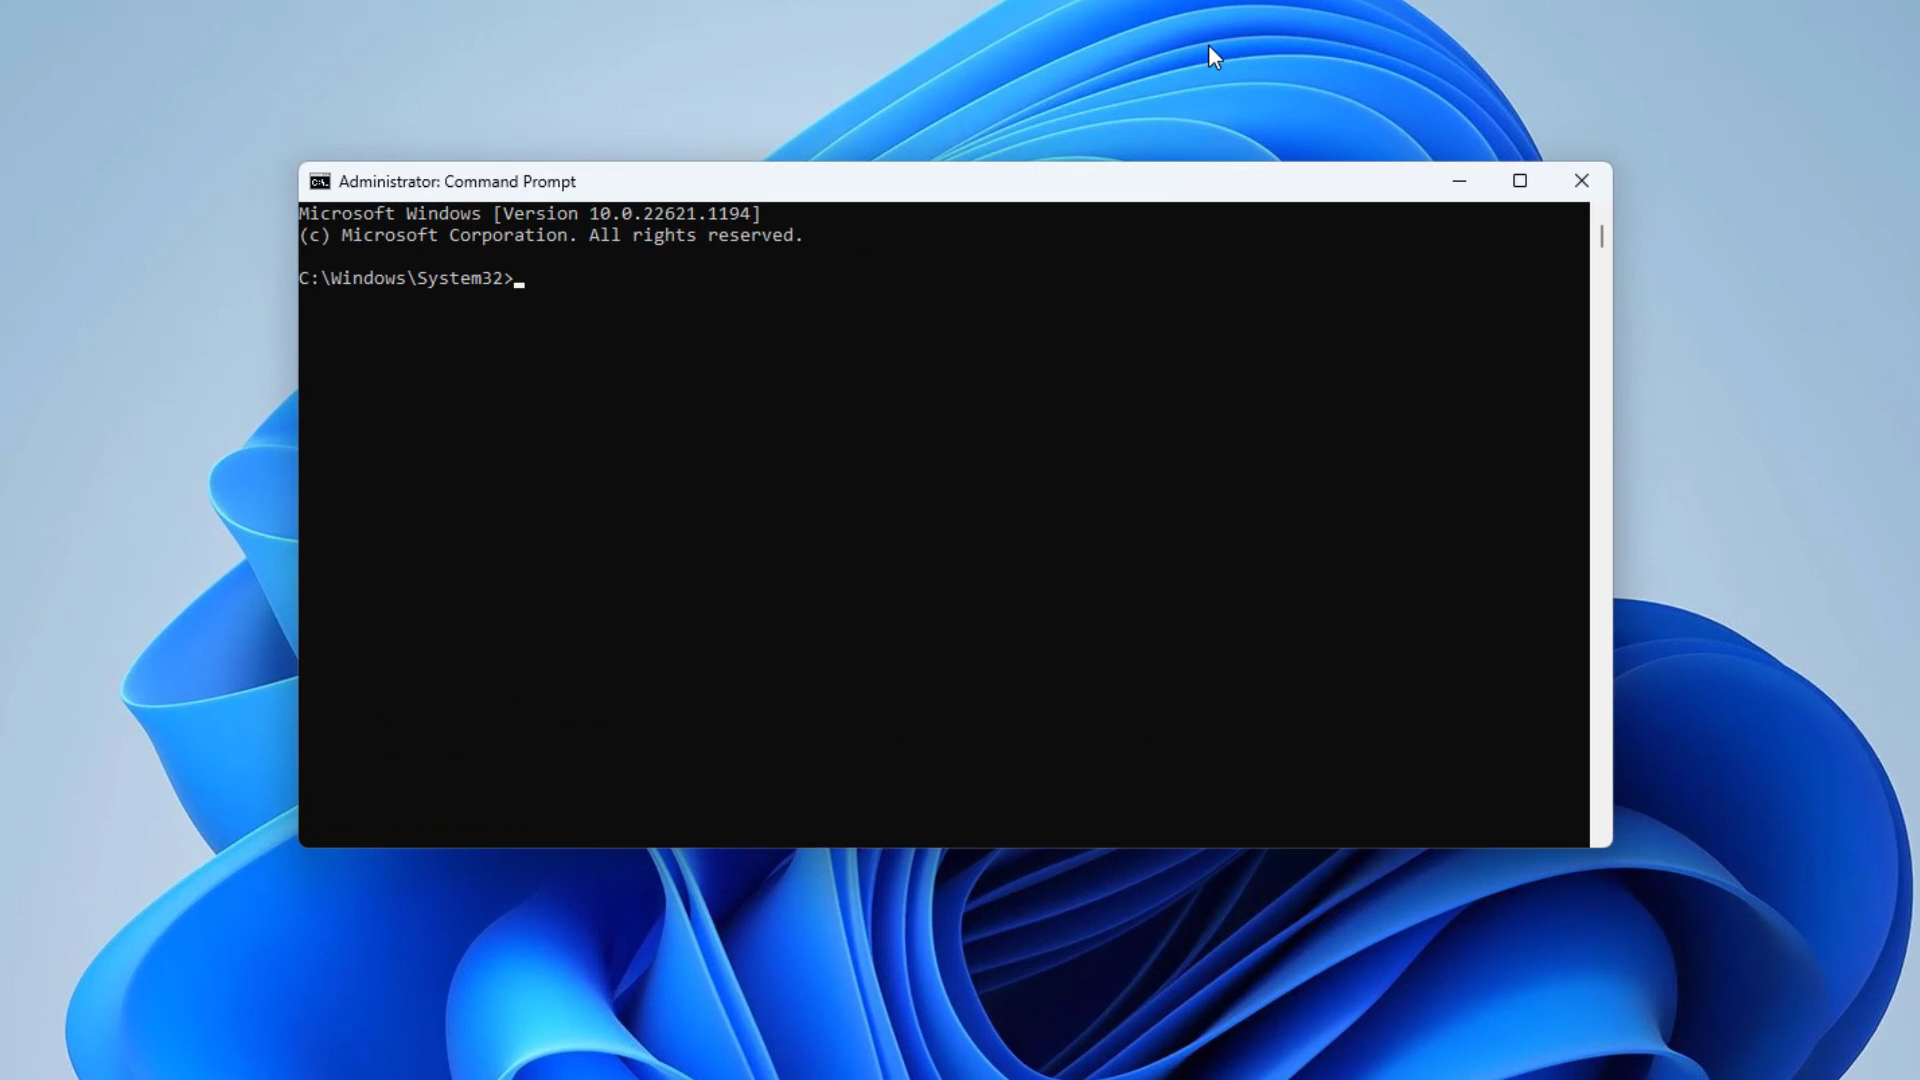 Administrator: Command Prompt
Microsoft Windows [Version 10.0.22621.1194]
(c) Microsoft Corporation. All rights reserved.
C:\Windows\System32>